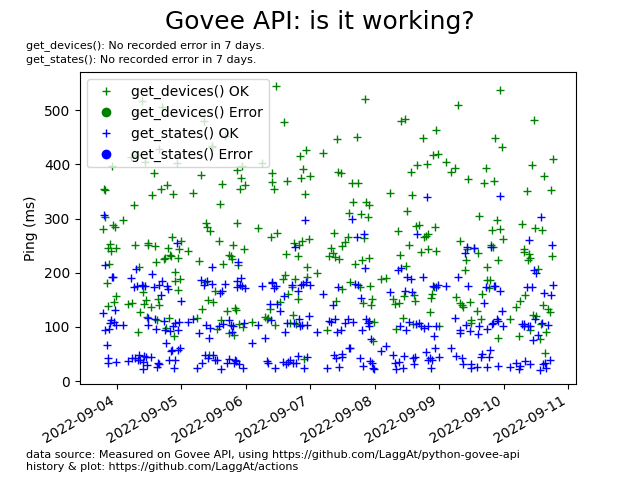 Govee API: is it working?
get_devices(): No recorded error in 7 days.
get_states(): No recorded error in 7 days.
get_devices() OK
get_devices() Error
get_states() OK
get_states() Error
Ping (ms)
500
400
300
200
100
0
2022-09-04
2022-09-05
2022-09-06
2022-09-07
2022-09-08
2022-09-09
2022-09-10
2022-09-11
data source: Measured on Govee API, using https://github.com/LaggAt/python-govee-api
history & plot: https://github.com/LaggAt/actions